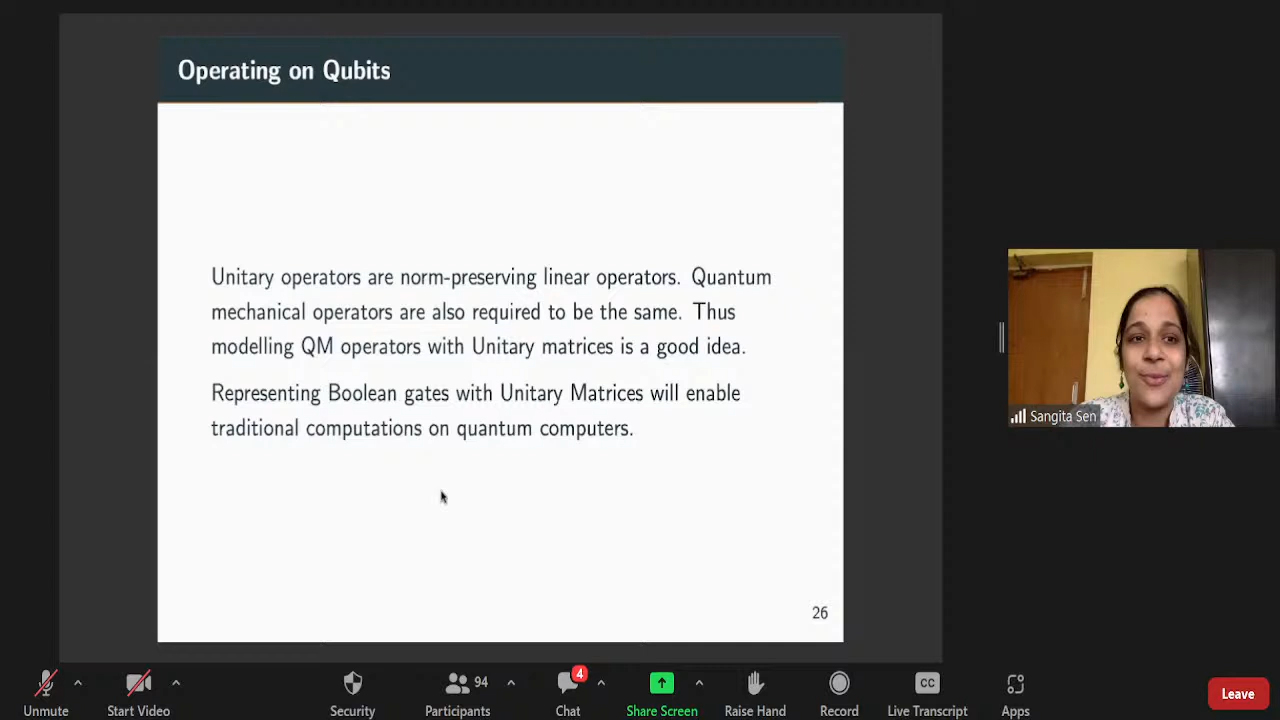 Operating on Qubits
Unitary operators are norm-preserving linear operators. Quantum
mechanical operators are also required to be the same. Thus
modelling QM operators with Unitary matrices is a good idea.
Representing Boolean gates with Unitary Matrices will enable
traditional computations on quantum computers.
26
Sangita Sen
94
4
CC
Unmute
Start Video
Security
Participants
Chat
Share Screen
Raise Hand
Record
Live Transcript
Apps
Leave